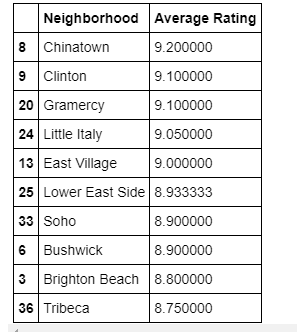 Neighborhood Average Rating
8 Chinatown 9.200000
9 Clinton 9.100000
20 Gramercy 9.100000
24 Little Italy 9.050000
13 East Village 9.000000
25 Lower East Side 8.933333
33 Soho 8.900000
6 Bushwick 8.900000
3 Brighton Beach 8.800000
36 Tribeca 8.750000